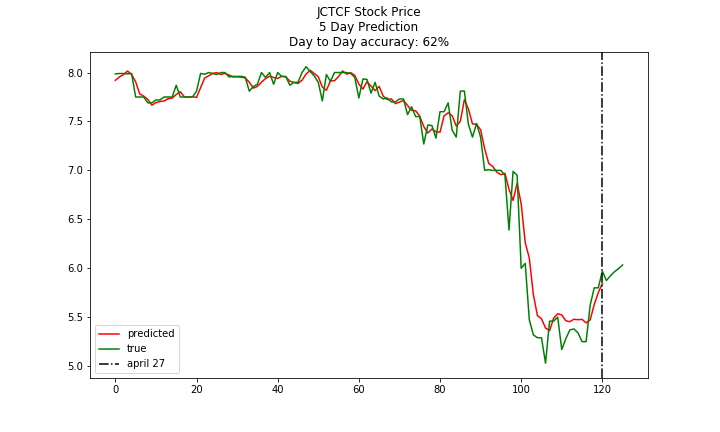 JCTCF Stock Price
5 Day Prediction
Day to Day accuracy: 62%
8.0
7.5
7.0
6.5
6.0
5.5
5.0
predicted
true
april 27
0 20 40 60 80 100 120